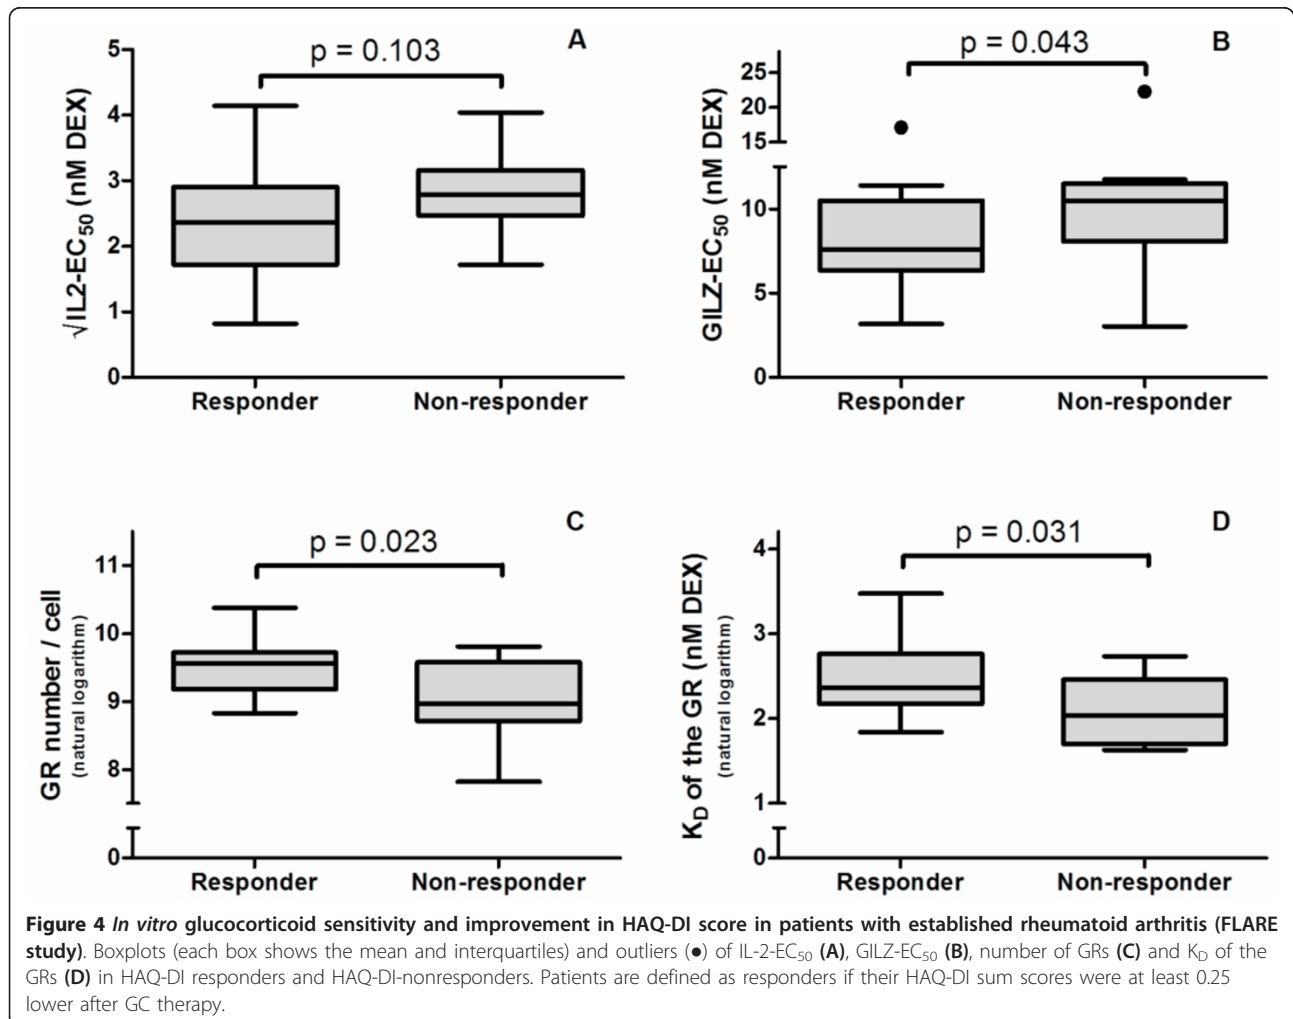 A
p = 0.103
√IL2-EC50 (nM DEX)
5
4
3
2
1
0
Responder
Non-responder
B
p = 0.043
GILZ-EC50 (nM DEX)
25
20
15
10
5
0
Responder
Non-responder
C
p = 0.023
GR number / cell
(natural logarithm)
11
10
9
8
0
Responder
Non-responder
D
p = 0.031
KD of the GR (nM DEX)
(natural logarithm)
4
3
2
1
0
Responder
Non-responder
Figure 4 In vitro glucocorticoid sensitivity and improvement in HAQ-DI score in patients with established rheumatoid arthritis (FLARE
study). Boxplots (each box shows the mean and interquartiles) and outliers (●) of IL-2-EC50 (A), GILZ-EC50 (B), number of GRs (C) and KD of the
GRs (D) in HAQ-DI responders and HAQ-DI-nonresponders. Patients are defined as responders if their HAQ-DI sum scores were at least 0.25
lower after GC therapy.